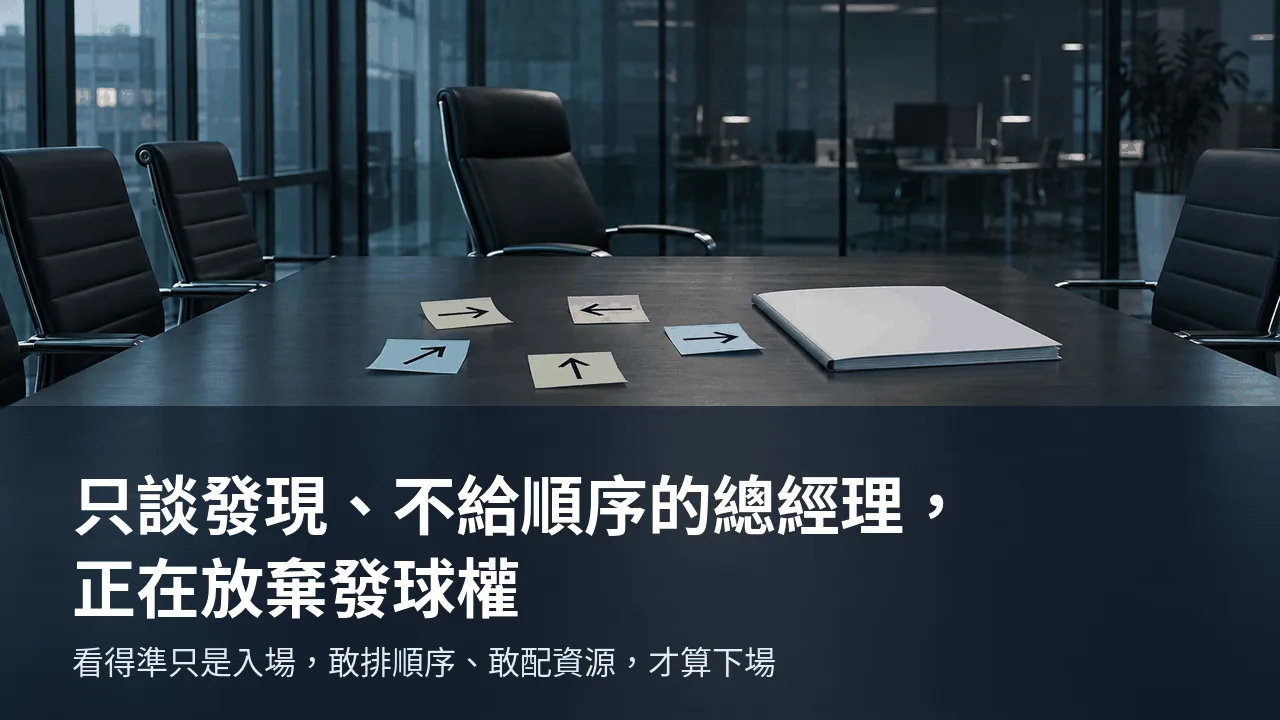 只談發現、不給順序的總經理，
正在放棄發球權
看得準只是入場，敢排順序、敢配資源，才算下場